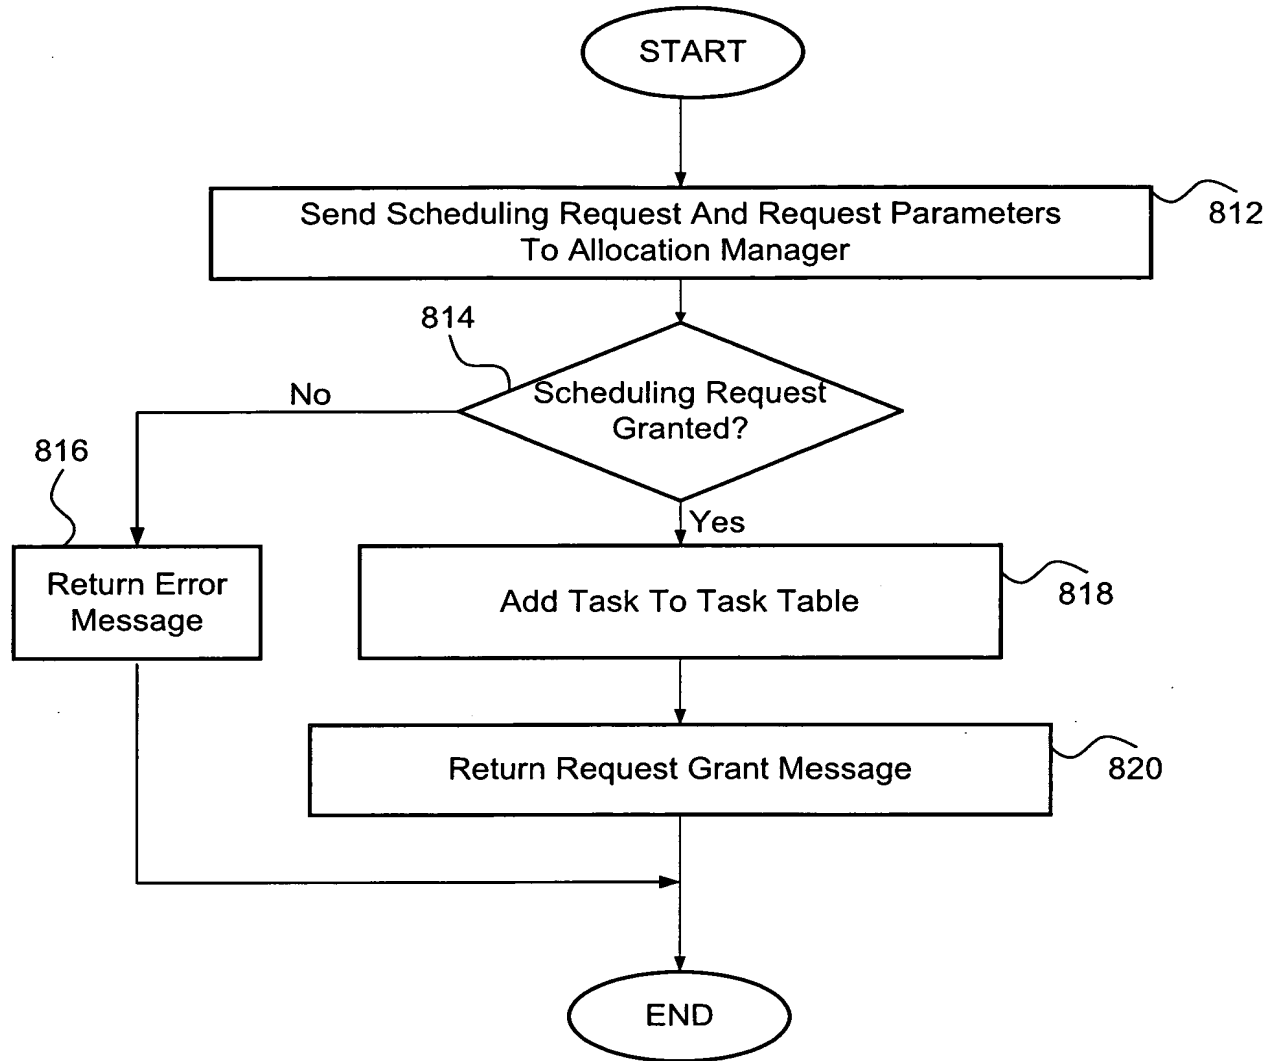 START
Send Scheduling Request And Request Parameters
To Allocation Manager
812
814
Scheduling Request
Granted?
No
Yes
816
Return Error
Message
Add Task To Task Table
818
Return Request Grant Message
820
END